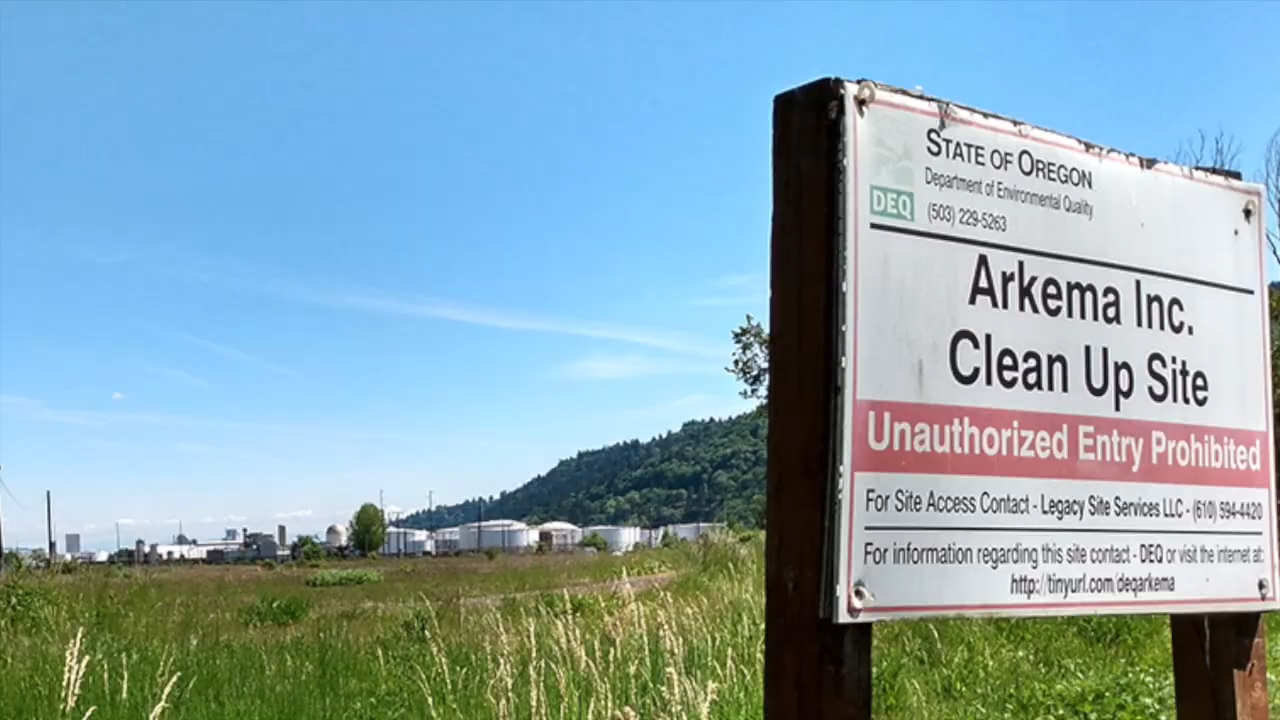 STATE OF OREGON
Department of Environmental Quality
DEQ
(503) 229-5263
Arkema Inc.
Clean Up Site
Unauthorized Entry Prohibited
For Site Access Contact - Legacy Site Services LLC - (610) 594-4420
For information regarding this site contact - DEQ or visit the internet at:
http://tinyurl.com/deqarkema